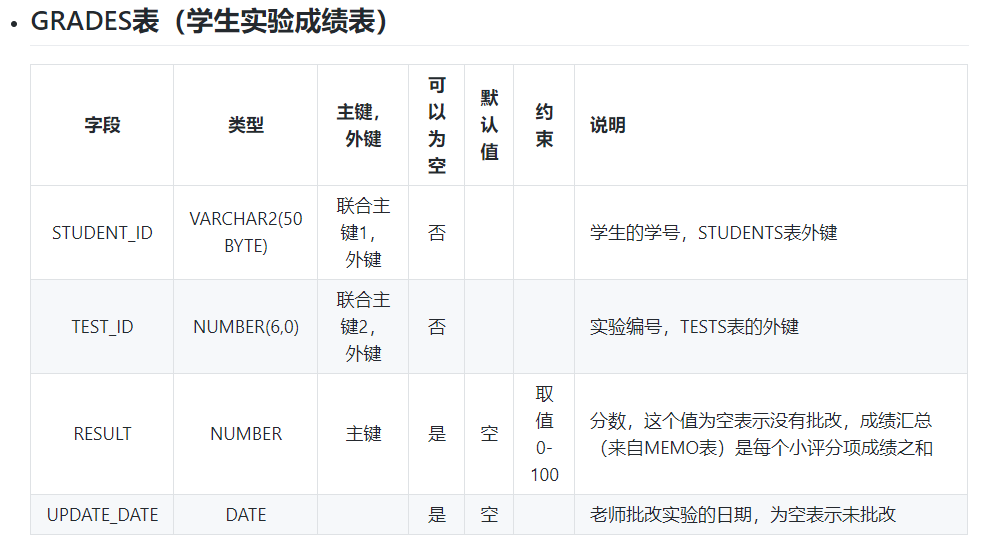 GRADES表（学生实验成绩表）
字段 类型 主键，外键 可以为空 默认值 约束 说明
STUDENT_ID VARCHAR2(50 BYTE) 联合主键1，外键 否 学生的学号，STUDENTS表外键
TEST_ID NUMBER(6,0) 联合主键2，外键 否 实验编号，TESTS表的外键
RESULT NUMBER 主键 是 空 取值0-100 分数，这个值为空表示没有批改，成绩汇总（来自MEMO表）是每个小评分项成绩之和
UPDATE_DATE DATE 是 空 老师批改实验的日期，为空表示未批改